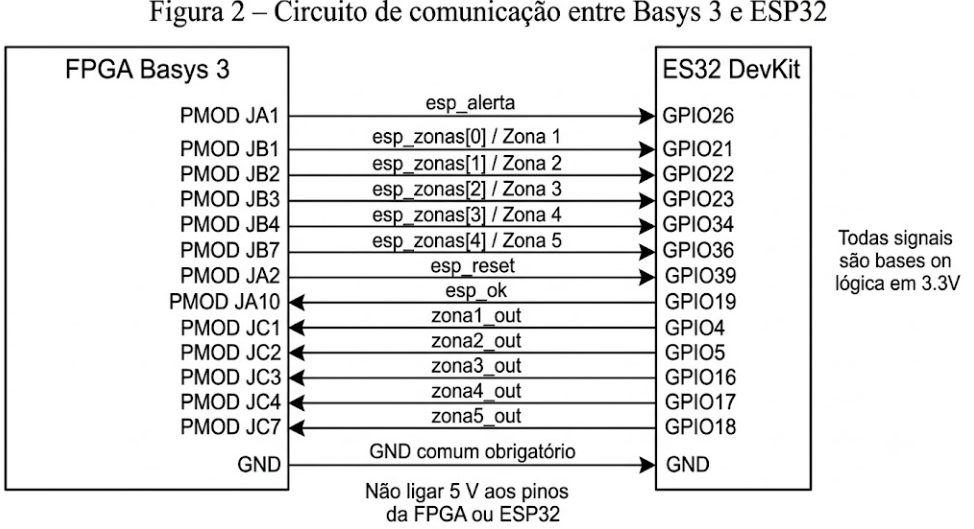 Figura 2 – Circuito de comunicação entre Basys 3 e ESP32
FPGA Basys 3
ES32 DevKit
PMOD JA1 esp_alerta GPIO26
PMOD JB1 esp_zonas[0] / Zona 1 GPIO21
PMOD JB2 esp_zonas[1] / Zona 2 GPIO22
PMOD JB3 esp_zonas[2] / Zona 3 GPIO23
PMOD JB4 esp_zonas[3] / Zona 4 GPIO34
PMOD JB7 esp_zonas[4] / Zona 5 GPIO36
PMOD JA2 esp_reset GPIO39
PMOD JA10 esp_ok GPIO19
PMOD JC1 zona1_out GPIO4
PMOD JC2 zona2_out GPIO5
PMOD JC3 zona3_out GPIO16
PMOD JC4 zona4_out GPIO17
PMOD JC7 zona5_out GPIO18
GND GND comum obrigatório GND
Todas signais
são bases on
lógica em 3.3V
Não ligar 5 V aos pinos
da FPGA ou ESP32